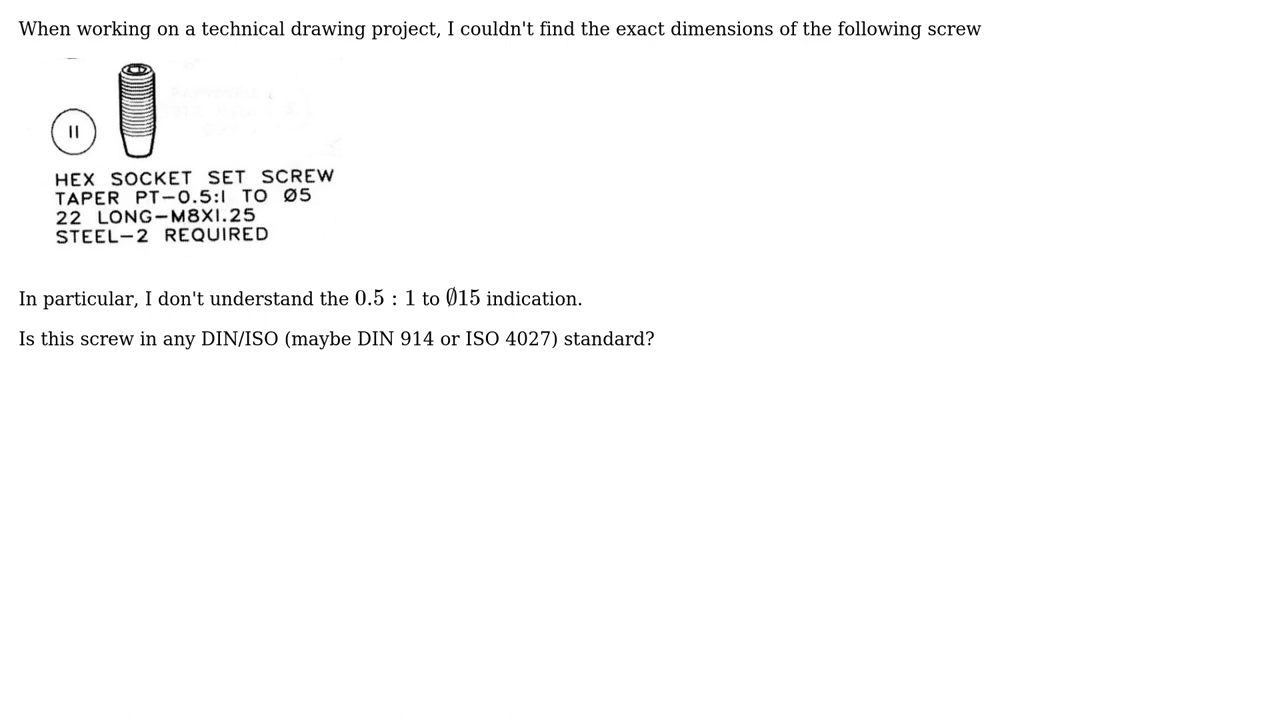 When working on a technical drawing project, I couldn't find the exact dimensions of the following screw
11
HEX SOCKET SET SCREW
TAPER PT-0.5:1 TO Ø5
22 LONG-M8X1.25
STEEL-2 REQUIRED
In particular, I don't understand the 0.5 : 1 to ∅15 indication.
Is this screw in any DIN/ISO (maybe DIN 914 or ISO 4027) standard?